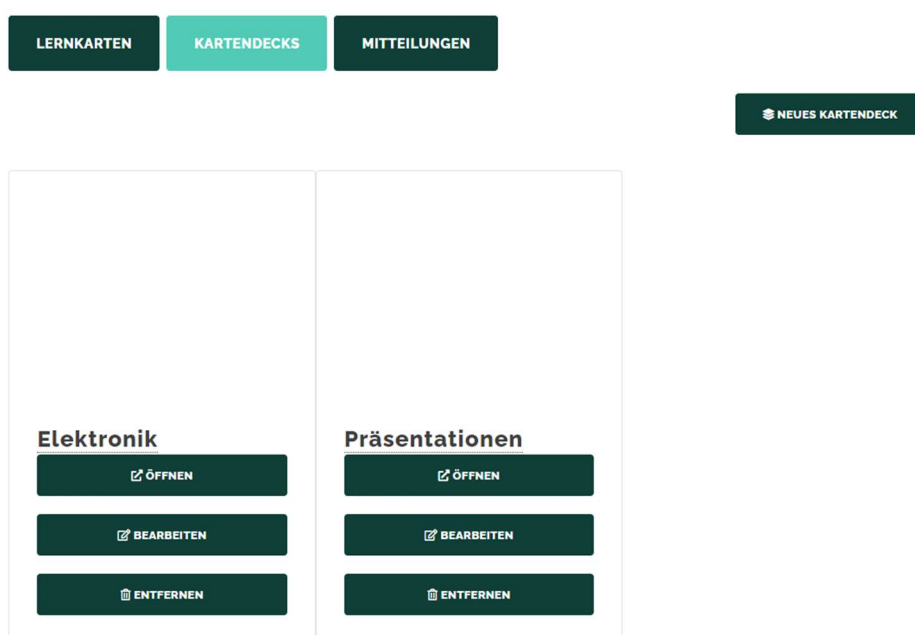 LERNKARTEN KARTENDECKS MITTEILUNGEN
NEUES KARTENDECK
Elektronik
ÖFFNEN
BEARBEITEN
ENTFERNEN
Präsentationen
ÖFFNEN
BEARBEITEN
ENTFERNEN